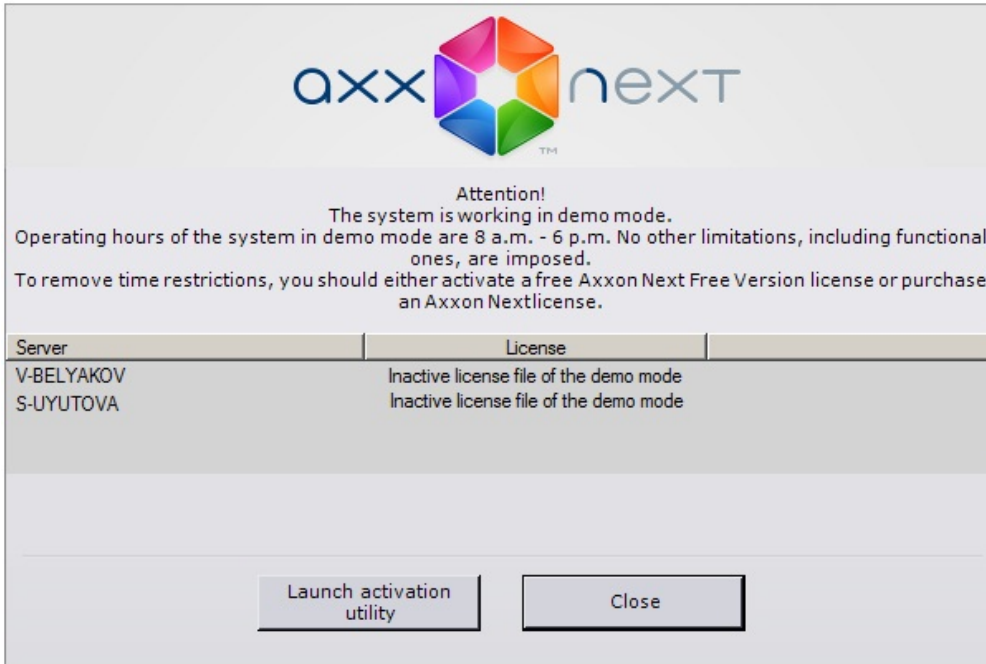 axxnext
TM
Attention!
The system is working in demo mode.
Operating hours of the system in demo mode are 8 a.m. - 6 p.m. No other limitations, including functional
ones, are imposed.
To remove time restrictions, you should either activate a free Axxon Next Free Version license or purchase
an Axxon Nextlicense.
Server License
V-BELYAKOV Inactive license file of the demo mode
S-UYUTOVA Inactive license file of the demo mode
Launch activation
utility
Close